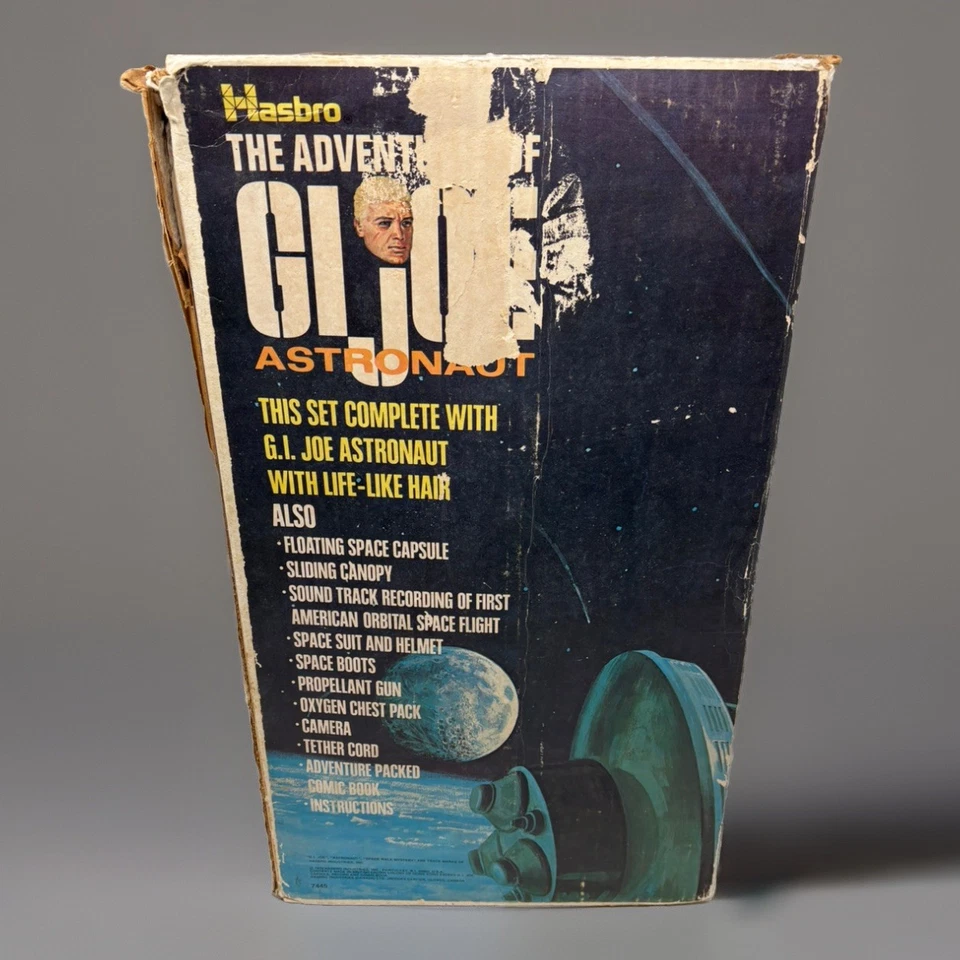 Hasbro
THE ADVENT OF
GI JOE
ASTRONAUT
THIS SET COMPLETE WITH
G.I. JOE ASTRONAUT
WITH LIFE-LIKE HAIR
ALSO
• FLOATING SPACE CAPSULE
• SLIDING CANOPY
• SOUND TRACK RECORDING OF FIRST
AMERICAN ORBITAL SPACE FLIGHT
• SPACE SUIT AND HELMET
• SPACE BOOTS
• PROPELLANT GUN
• OXYGEN CHEST PACK
• CAMERA
• TETHER CORD
• ADVENTURE PACKED
COMIC BOOK
• INSTRUCTIONS